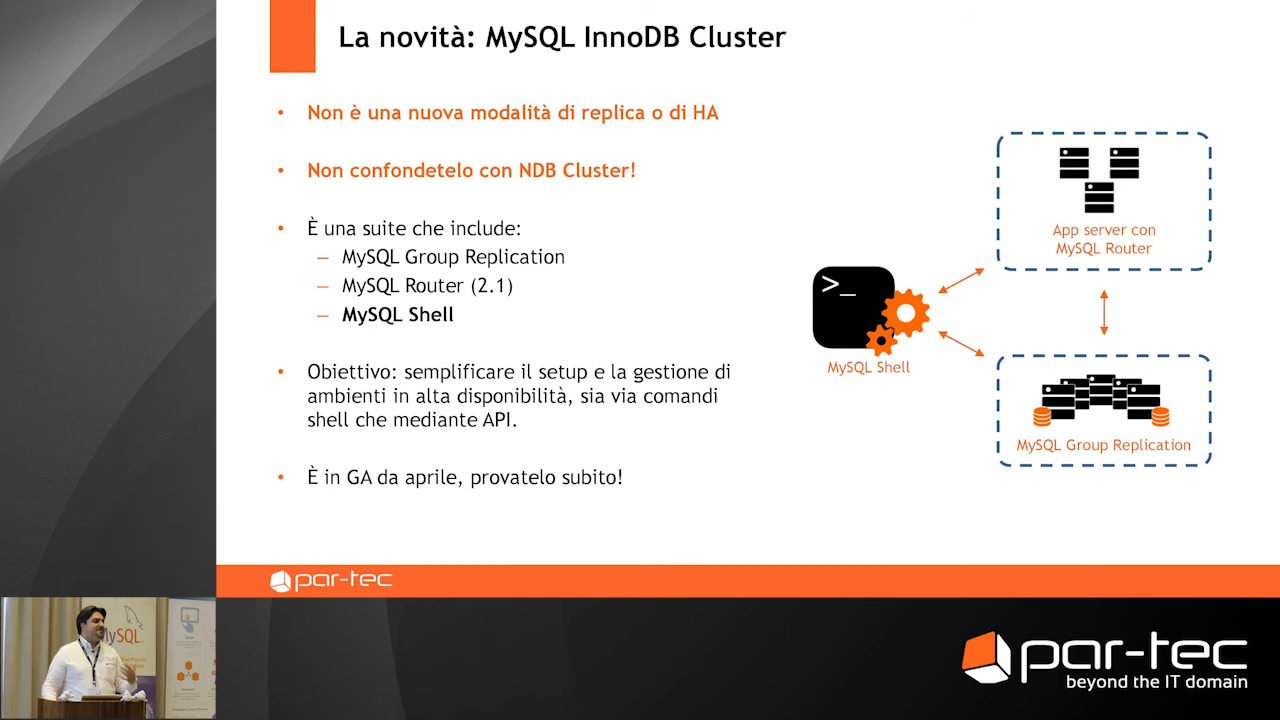 La novità: MySQL InnoDB Cluster
• Non è una nuova modalità di replica o di HA
• Non confondetelo con NDB Cluster!
• È una suite che include:
– MySQL Group Replication
– MySQL Router (2.1)
– MySQL Shell
• Obiettivo: semplificare il setup e la gestione di
ambienti in alta disponibilità, sia via comandi
shell che mediante API.
• È in GA da aprile, provatelo subito!
App server con
MySQL Router
>_
MySQL Shell
MySQL Group Replication
par-tec
MySQL
par-tec
beyond the IT domain